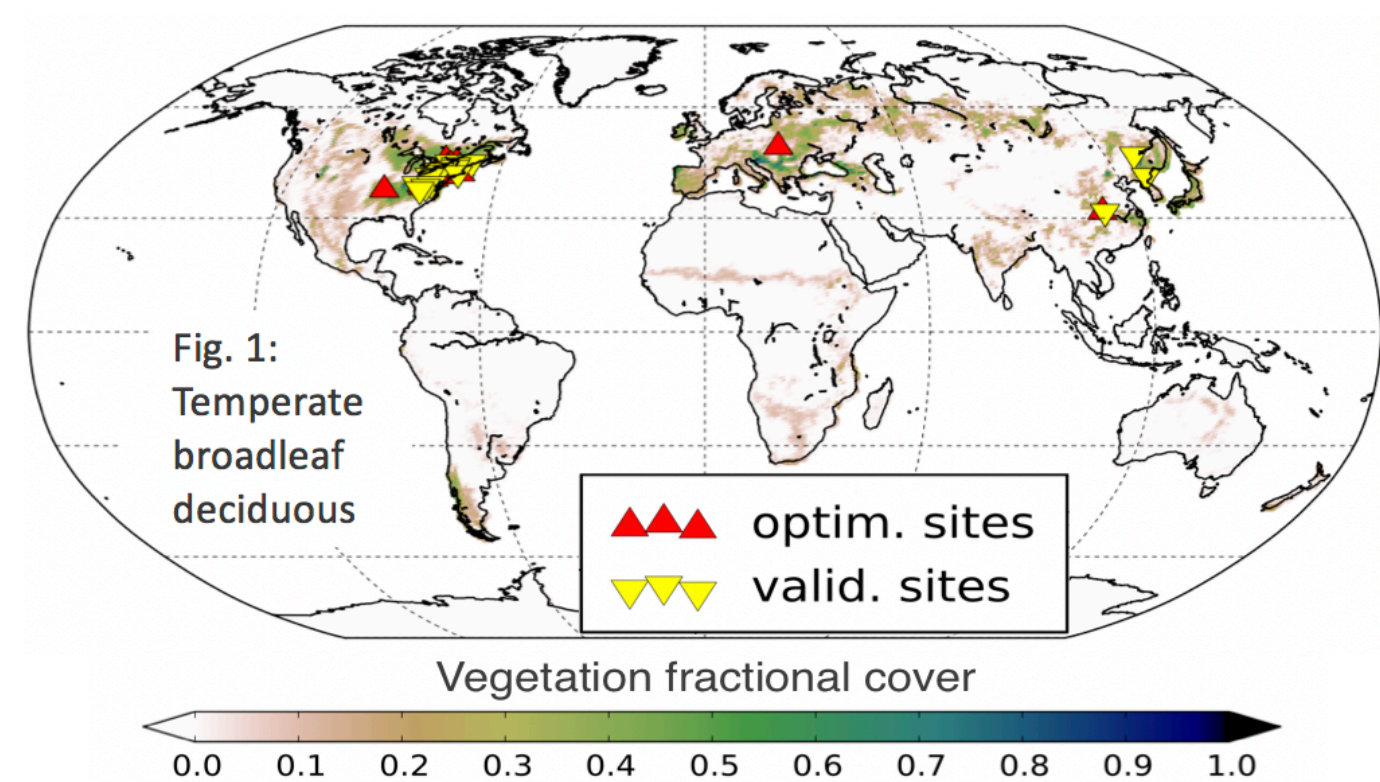 Fig. 1:
Temperate
broadleaf
deciduous
optim. sites
valid. sites
Vegetation fractional cover
0.0 0.1 0.2 0.3 0.4 0.5 0.6 0.7 0.8 0.9 1.0